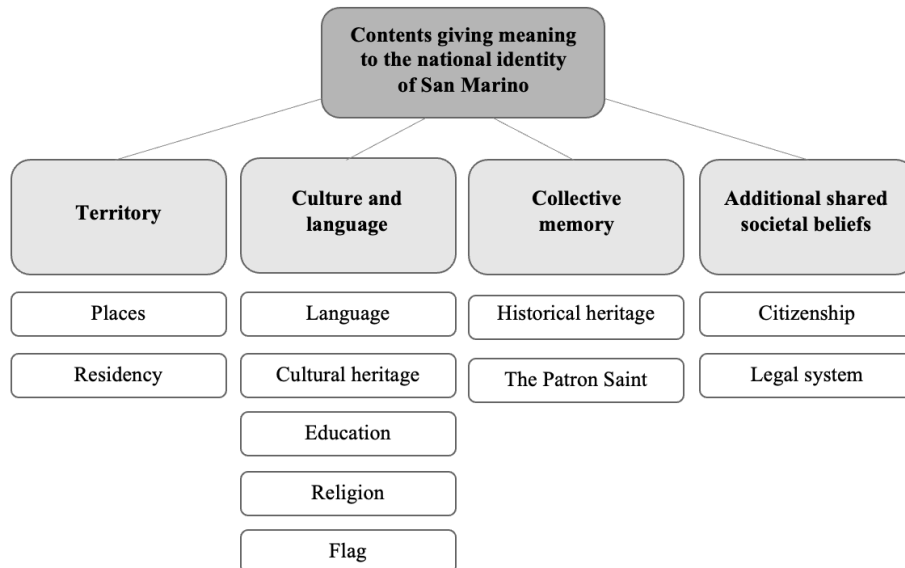 Contents giving meaning
to the national identity
of San Marino
Territory
Culture and
language
Collective
memory
Additional shared
societal beliefs
Places
Language
Historical heritage
Citizenship
Residency
Cultural heritage
The Patron Saint
Legal system
Education
Religion
Flag